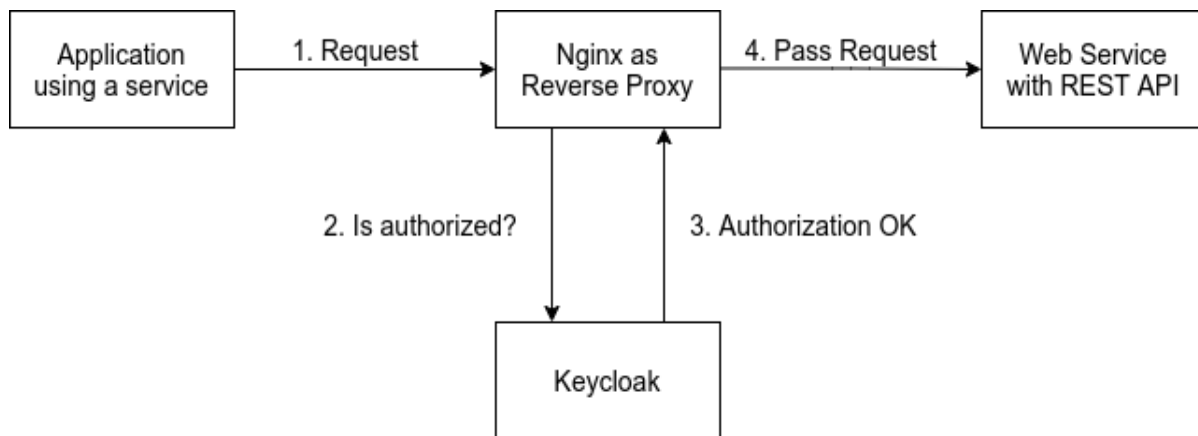 Application
using a service
1. Request
Nginx as
Reverse Proxy
4. Pass Request
Web Service
with REST API
2. Is authorized?
3. Authorization OK
Keycloak